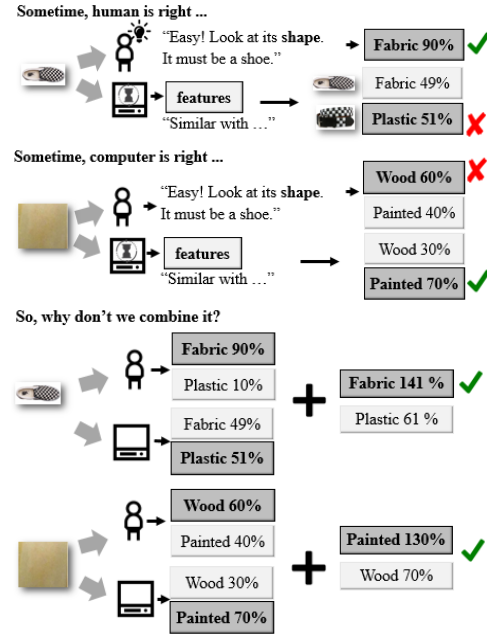 Sometime, human is right ...
“Easy! Look at its shape.
It must be a shoe.”
Fabric 90%
features
“Similar with …”
Fabric 49%
Plastic 51%
Sometime, computer is right ...
“Easy! Look at its shape.
It must be a shoe.”
Wood 60%
Painted 40%
features
“Similar with …”
Wood 30%
Painted 70%
So, why don’t we combine it?
Fabric 90%
Plastic 10%
Fabric 49%
Plastic 51%
Fabric 141 %
Plastic 61 %
Wood 60%
Painted 40%
Wood 30%
Painted 70%
Painted 130%
Wood 70%